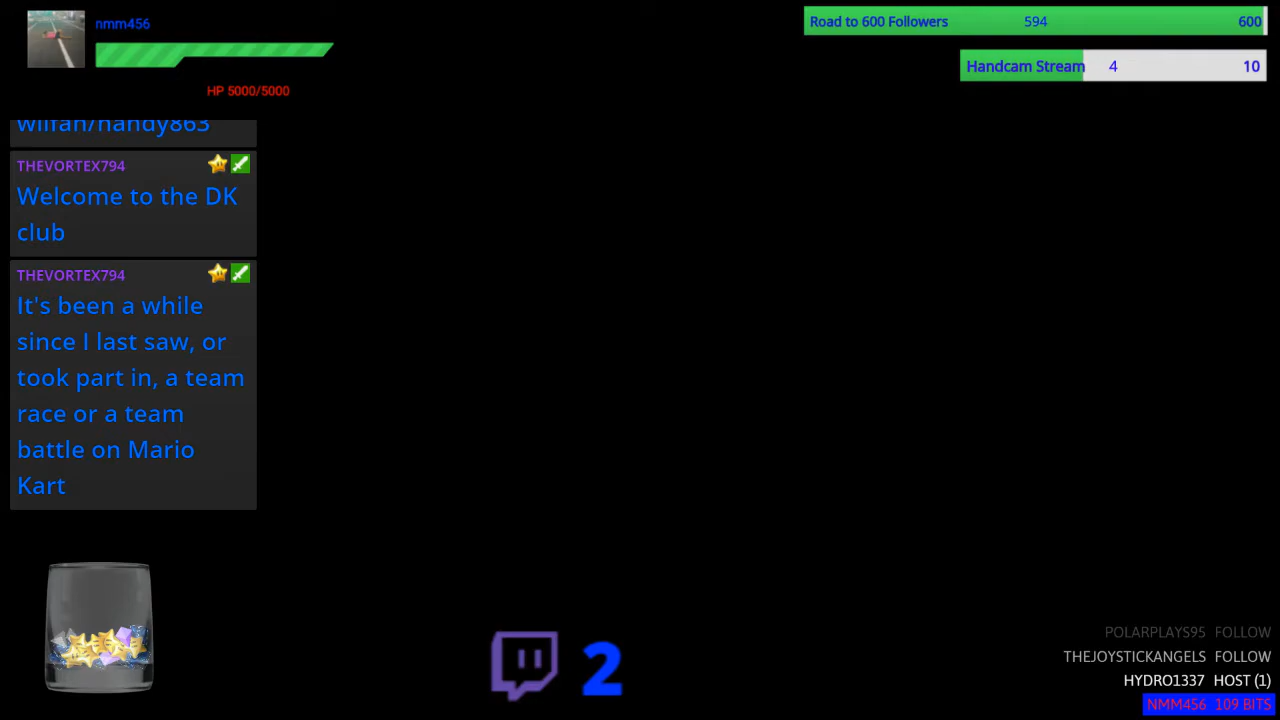 nmm456
HP 5000/5000
Road to 600 Followers 594 600
Handcam Stream 4 10
THEVORTEX794
Welcome to the DK
club
THEVORTEX794
It's been a while
since I last saw, or
took part in, a team
race or a team
battle on Mario
Kart
2
POLARPLAYS95 FOLLOW
THEJOYSTICKANGELS FOLLOW
HYDRO1337 HOST (1)
NMM456 109 BITS